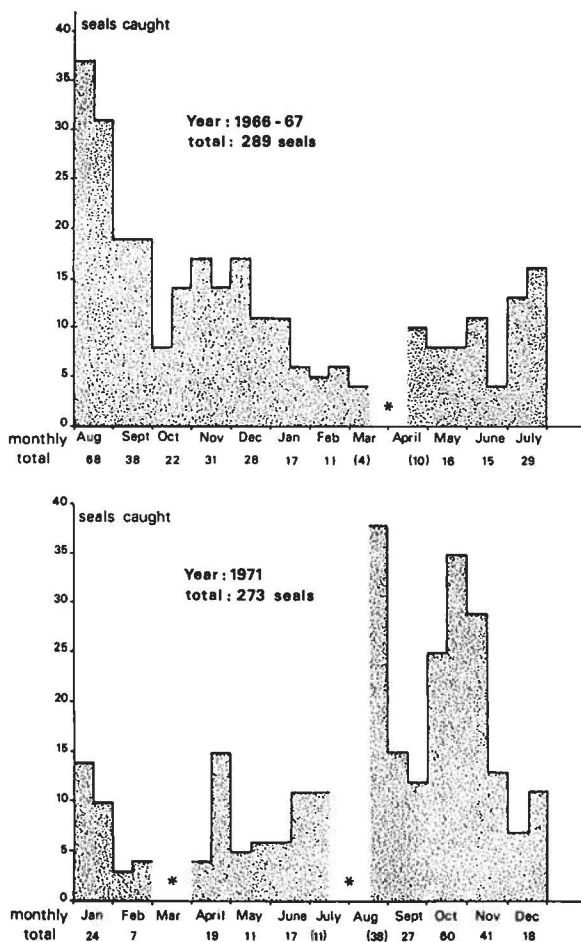 seals caught
40
35
30
25
20
15
10
5
0
Year : 1966 - 67
total : 289 seals
*
monthly Aug Sept Oct Nov Dec Jan Feb Mar April May June July
total 68 38 22 31 28 17 11 (4) (10) 16 15 29
40
seals caught
35
30
25
20
15
10
5
0
Year : 1971
total : 273 seals
* *
monthly Jan Feb Mar April May June July Aug Sept Oct Nov Dec
total 24 7 19 11 17 (11) (38) 27 60 41 18